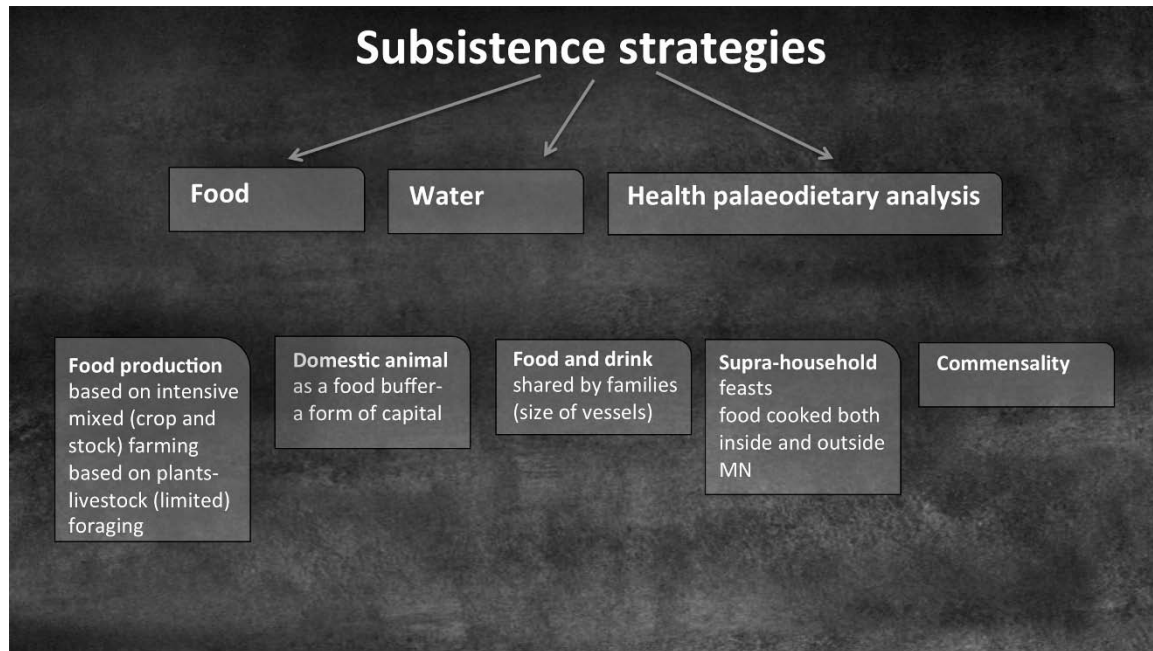 Subsistence strategies
Food
Water
Health palaeodietary analysis
Food production
based on intensive
mixed (crop and
stock) farming
based on plants-
livestock (limited)
foraging
Domestic animal
as a food buffer-
a form of capital
Food and drink
shared by families
(size of vessels)
Supra-household
feasts
food cooked both
inside and outside
MN
Commensality